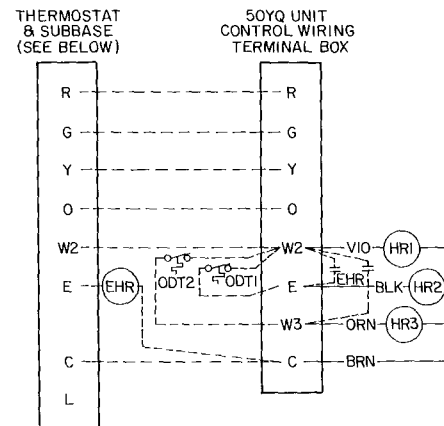 THERMOSTAT
& SUBBASE
(SEE BELOW)
50YQ UNIT
CONTROL WIRING
TERMINAL BOX
R R
G G
Y Y
O O
W2 W2 VIO HR1
ODT2 ODT1
E EHR E EHR BLK HR2
W3 ORN HR3
C C BRN
L